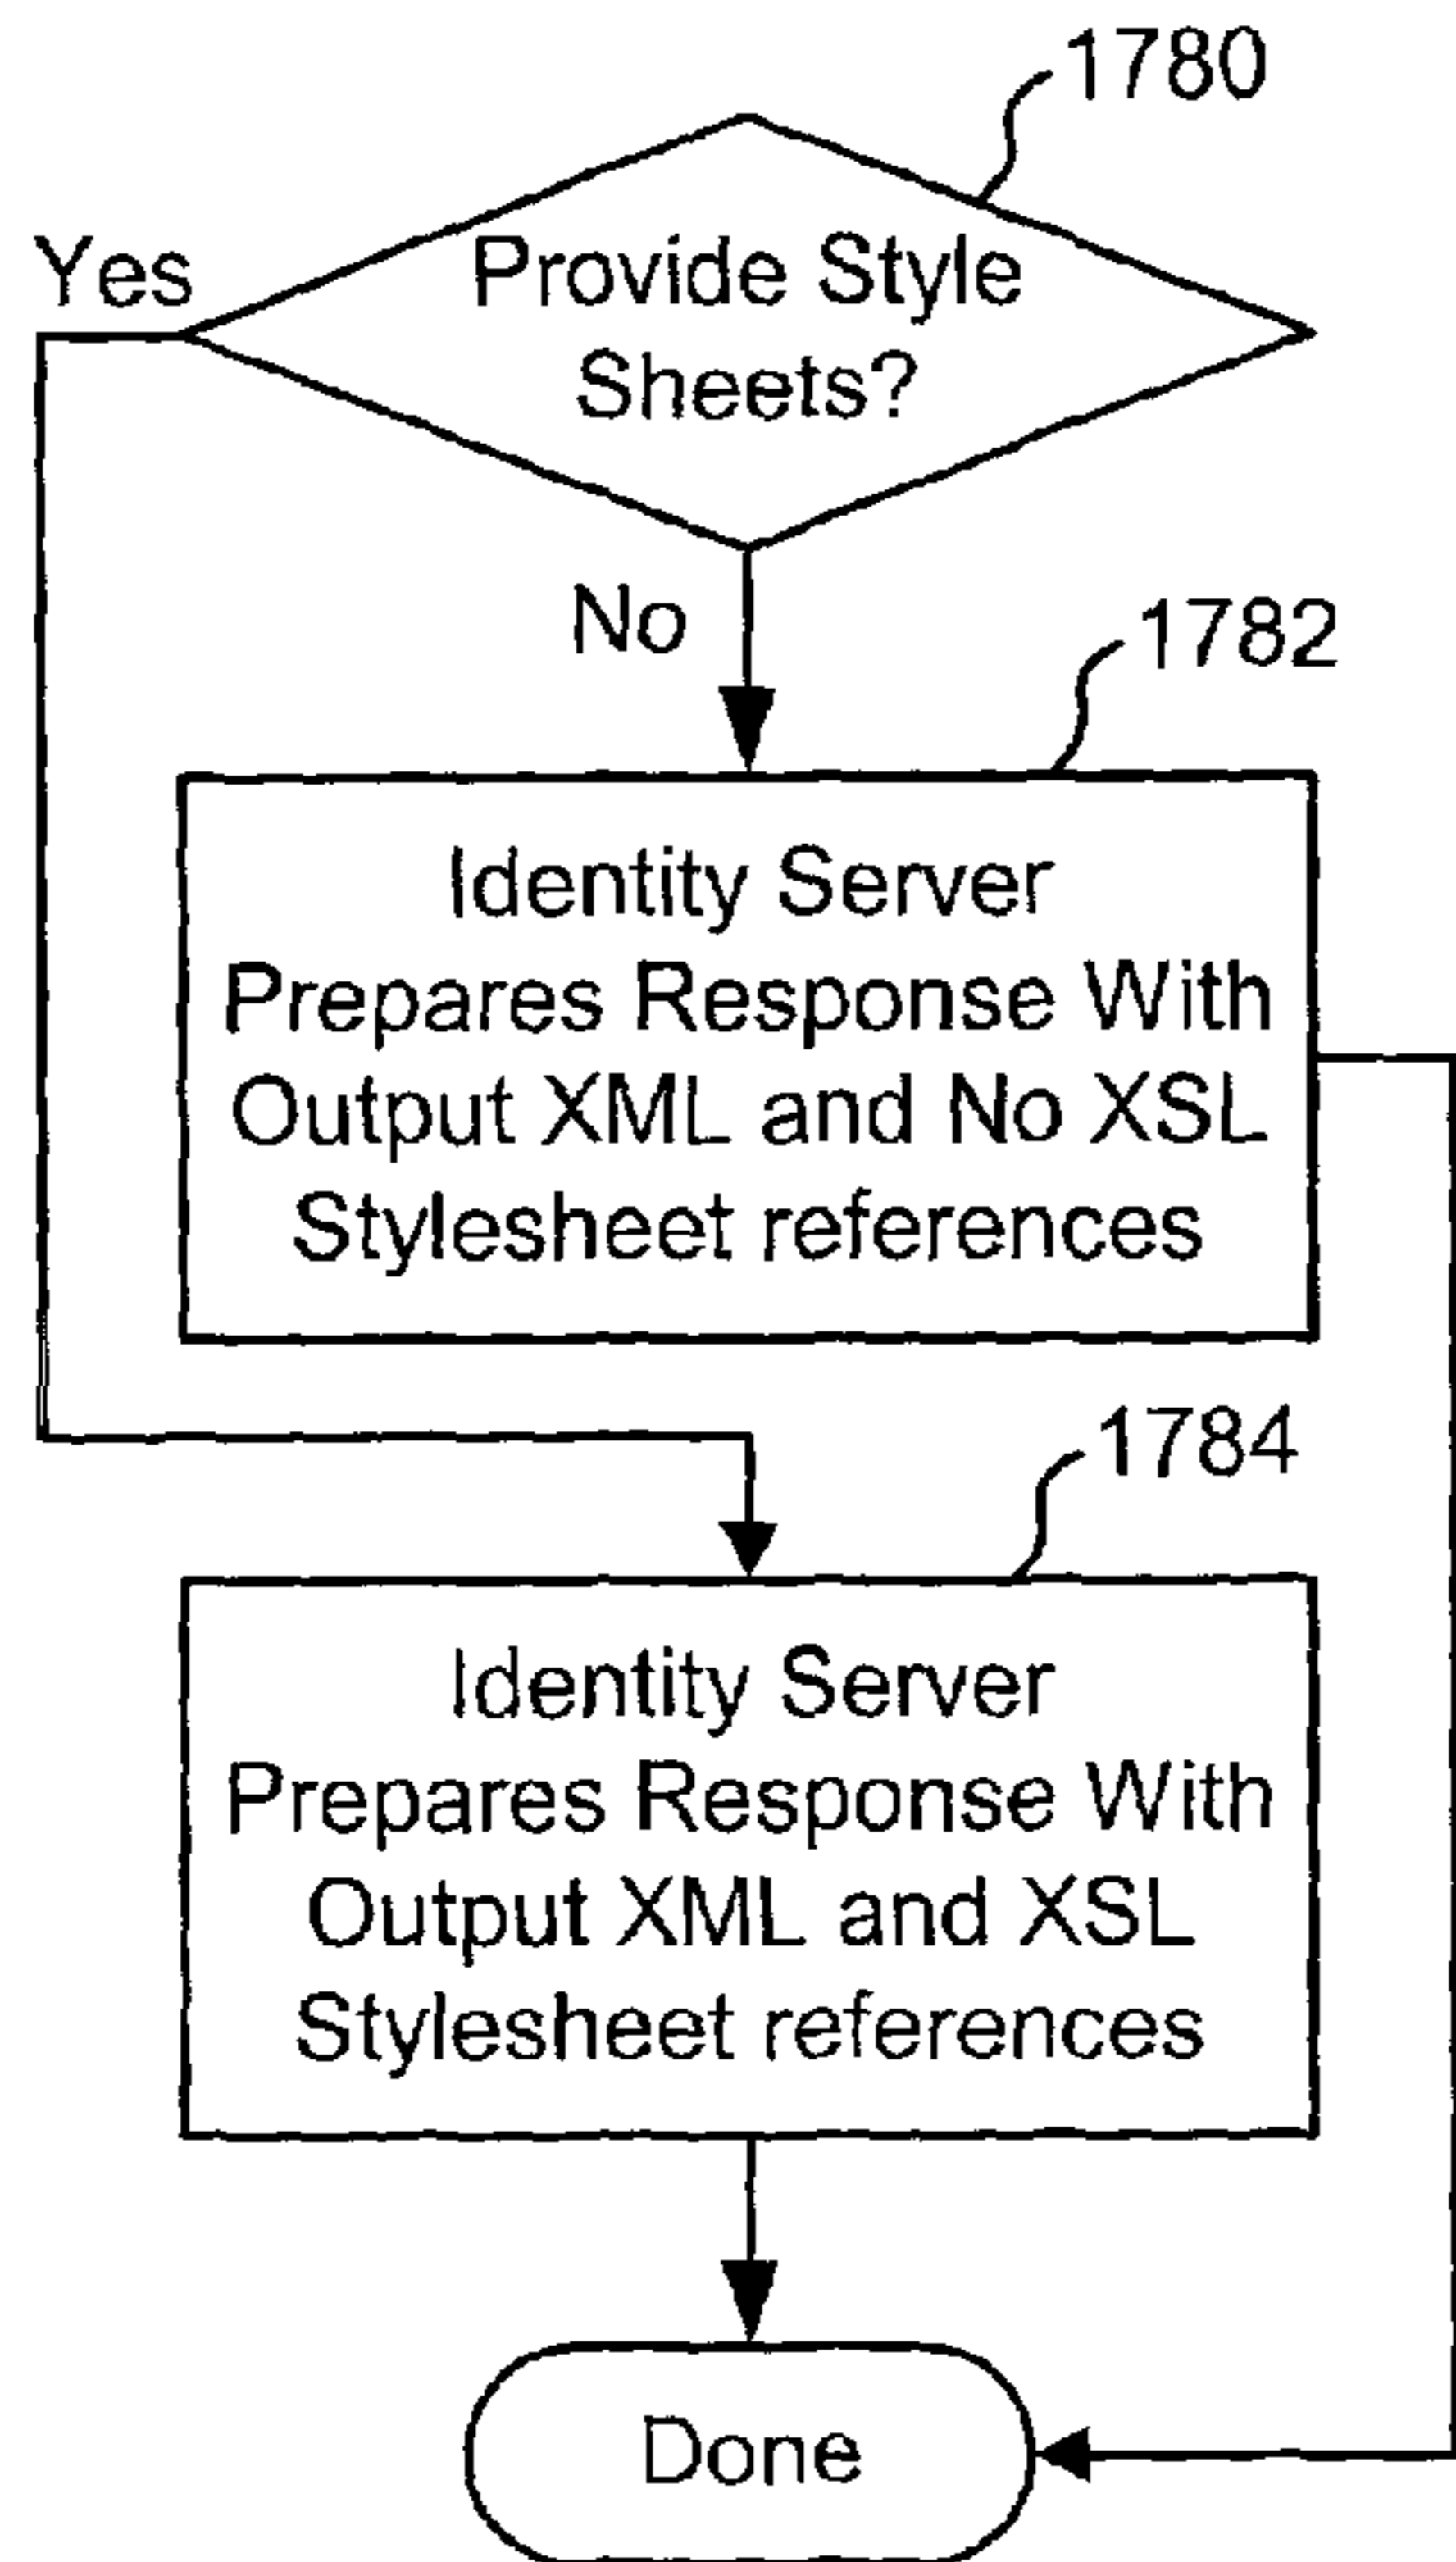 1780
Provide Style
Sheets?
Yes
No
1782
Identity Server
Prepares Response With
Output XML and No XSL
Stylesheet references
1784
Identity Server
Prepares Response With
Output XML and XSL
Stylesheet references
Done